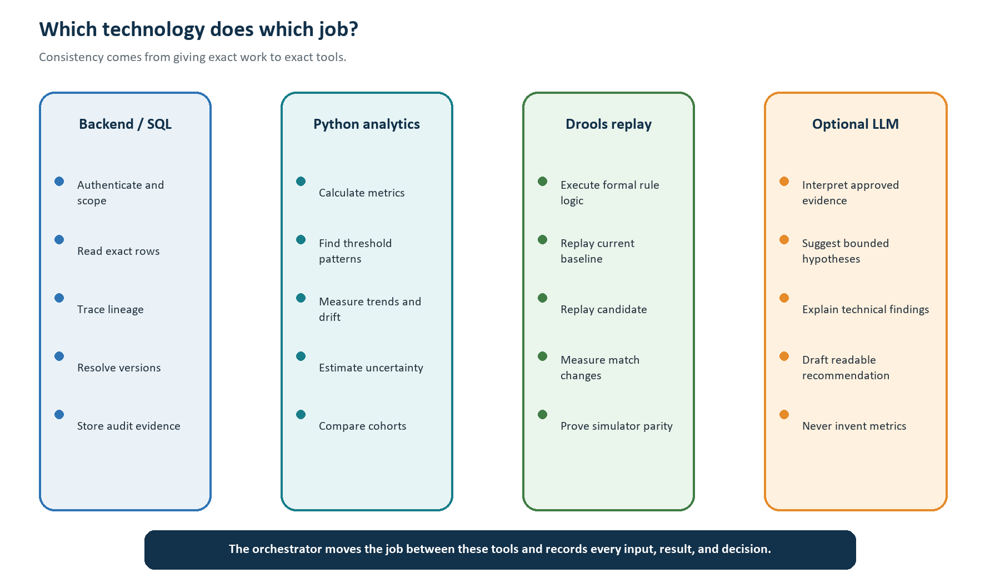 Which technology does which job?
Consistency comes from giving exact work to exact tools.
Backend / SQL
Authenticate and
scope
Read exact rows
Trace lineage
Resolve versions
Store audit evidence
Python analytics
Calculate metrics
Find threshold
patterns
Measure trends and
drift
Estimate uncertainty
Compare cohorts
Drools replay
Execute formal rule
logic
Replay current
baseline
Replay candidate
Measure match
changes
Prove simulator parity
Optional LLM
Interpret approved
evidence
Suggest bounded
hypotheses
Explain technical findings
Draft readable
recommendation
Never invent metrics
The orchestrator moves the job between these tools and records every input, result, and decision.